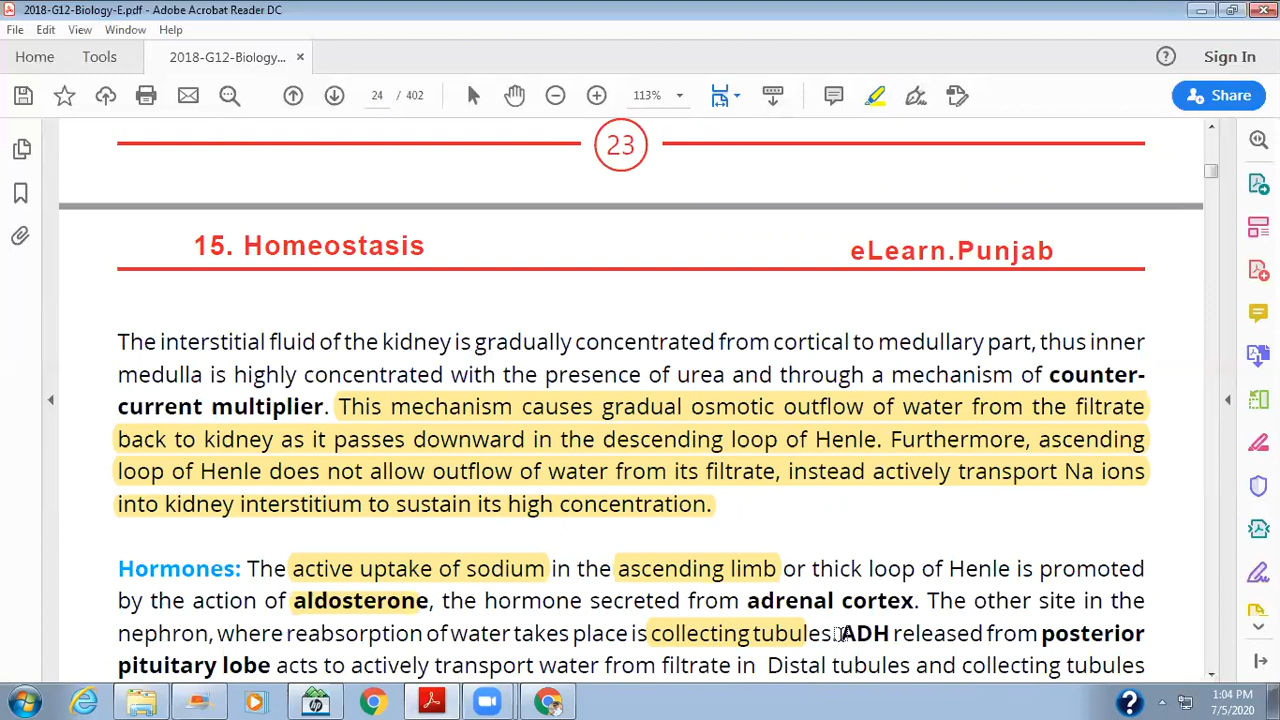 2018-G12-Biology-E.pdf - Adobe Acrobat Reader DC
File Edit View Window Help
Home Tools 2018-G12-Biology... × Sign In
24 / 402 113% Share
23
15. Homeostasis eLearn.Punjab
The interstitial fluid of the kidney is gradually concentrated from cortical to medullary part, thus inner
medulla is highly concentrated with the presence of urea and through a mechanism of counter-
current multiplier. This mechanism causes gradual osmotic outflow of water from the filtrate
back to kidney as it passes downward in the descending loop of Henle. Furthermore, ascending
loop of Henle does not allow outflow of water from its filtrate, instead actively transport Na ions
into kidney interstitium to sustain its high concentration.
Hormones: The active uptake of sodium in the ascending limb or thick loop of Henle is promoted
by the action of aldosterone, the hormone secreted from adrenal cortex. The other site in the
nephron, where reabsorption of water takes place is collecting tubules. ADH released from posterior
pituitary lobe acts to actively transport water from filtrate in Distal tubules and collecting tubules
1:04 PM
7/5/2020